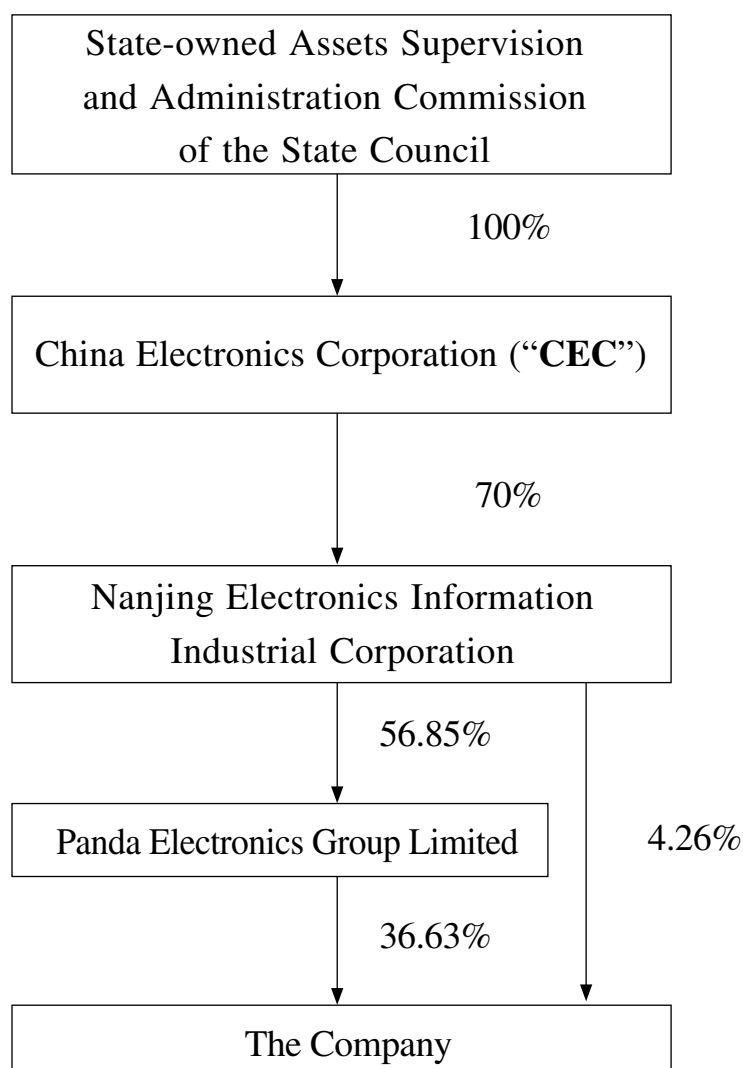 State-owned Assets Supervision
and Administration Commission
of the State Council
100%
China Electronics Corporation (“CEC”)
70%
Nanjing Electronics Information
Industrial Corporation
56.85%
Panda Electronics Group Limited
4.26%
36.63%
The Company